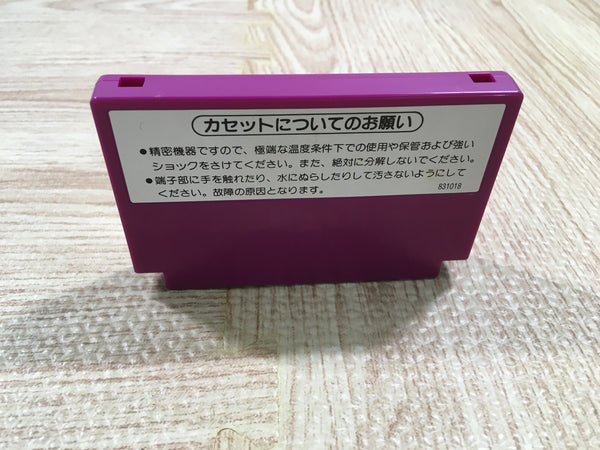 カセットについてのお願い
●精密機器ですので、極端な温度条件下での使用や保管および強い
ショックをさけてください。また、絶対に分解しないでください。
●端子部に手を触れたり、水にぬらしたりして汚さないようにして
ください。故障の原因となります。
831018